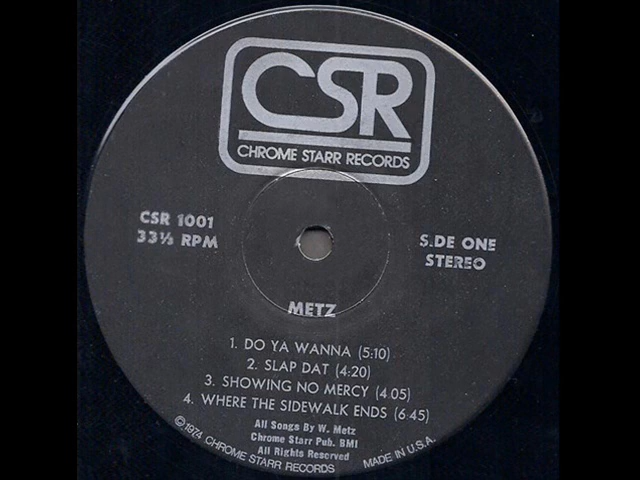 CSR
CHROME STARR RECORDS
CSR 1001
33⅓ RPM
S.DE ONE
STEREO
METZ
1. DO YA WANNA (5:10)
2. SLAP DAT (4:20)
3. SHOWING NO MERCY (4:05)
4. WHERE THE SIDEWALK ENDS (6:45)
All Songs By W. Metz
Chrome Starr Pub. BMI
All Rights Reserved
©1974 CHROME STARR RECORDS
MADE IN U.S.A.